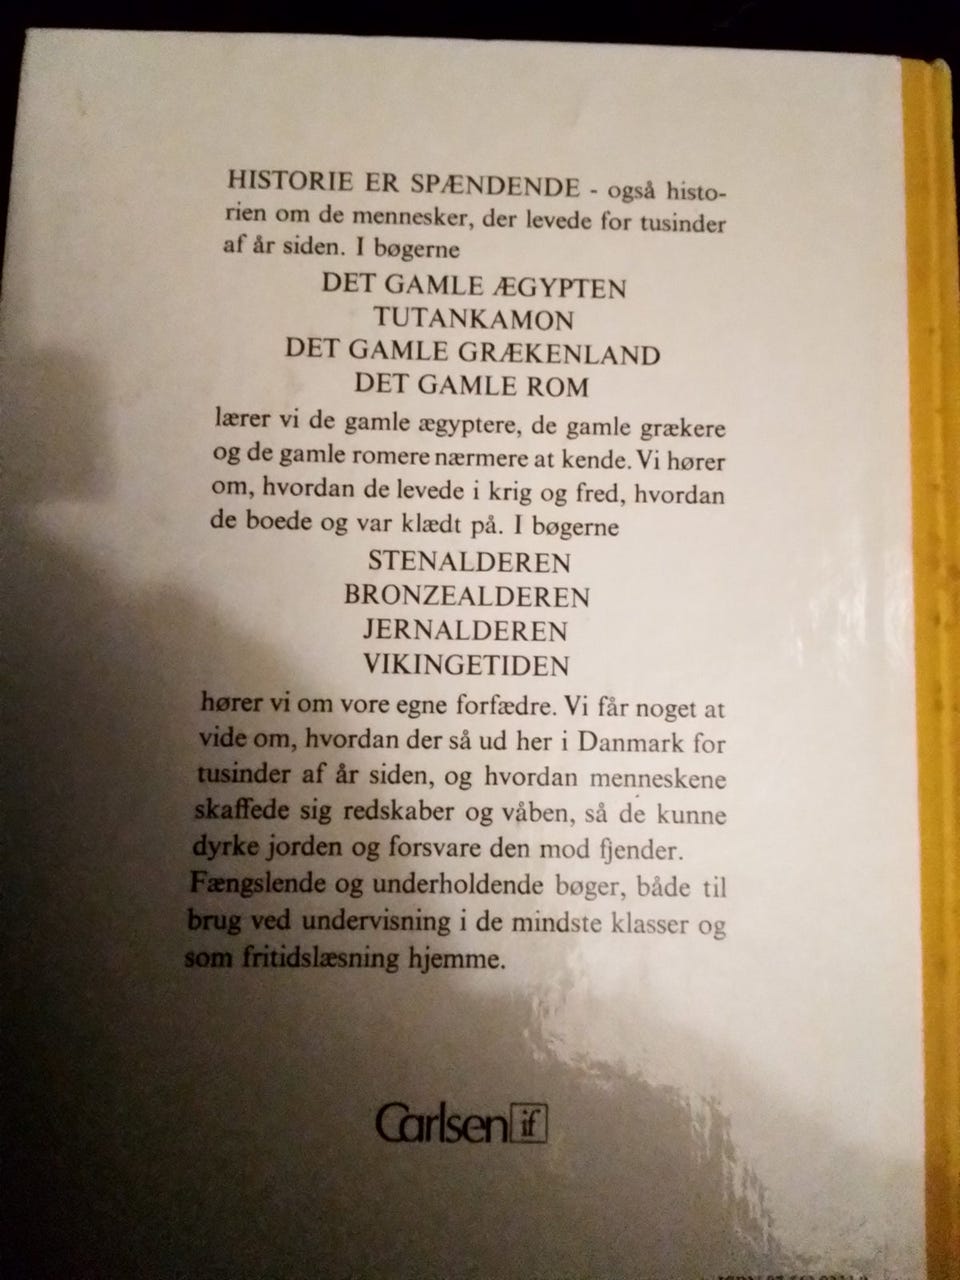 HISTORIE ER SPÆNDENDE - også histo-
rien om de mennesker, der levede for tusinder
af år siden. I bøgerne
DET GAMLE ÆGYPTEN
TUTANKAMON
DET GAMLE GRÆKENLAND
DET GAMLE ROM
lærer vi de gamle ægyptere, de gamle grækere
og de gamle romere nærmere at kende. Vi hører
om, hvordan de levede i krig og fred, hvordan
de boede og var klædt på. I bøgerne
STENALDEREN
BRONZEALDEREN
JERNALDEREN
VIKINGETIDEN
hører vi om vore egne forfædre. Vi får noget at
vide om, hvordan der så ud her i Danmark for
tusinder af år siden, og hvordan menneskene
skaffede sig redskaber og våben, så de kunne
dyrke jorden og forsvare den mod fjender.
Fængslende og underholdende bøger, både til
brug ved undervisning i de mindste klasser og
som fritidslæsning hjemme.
Carlsen if